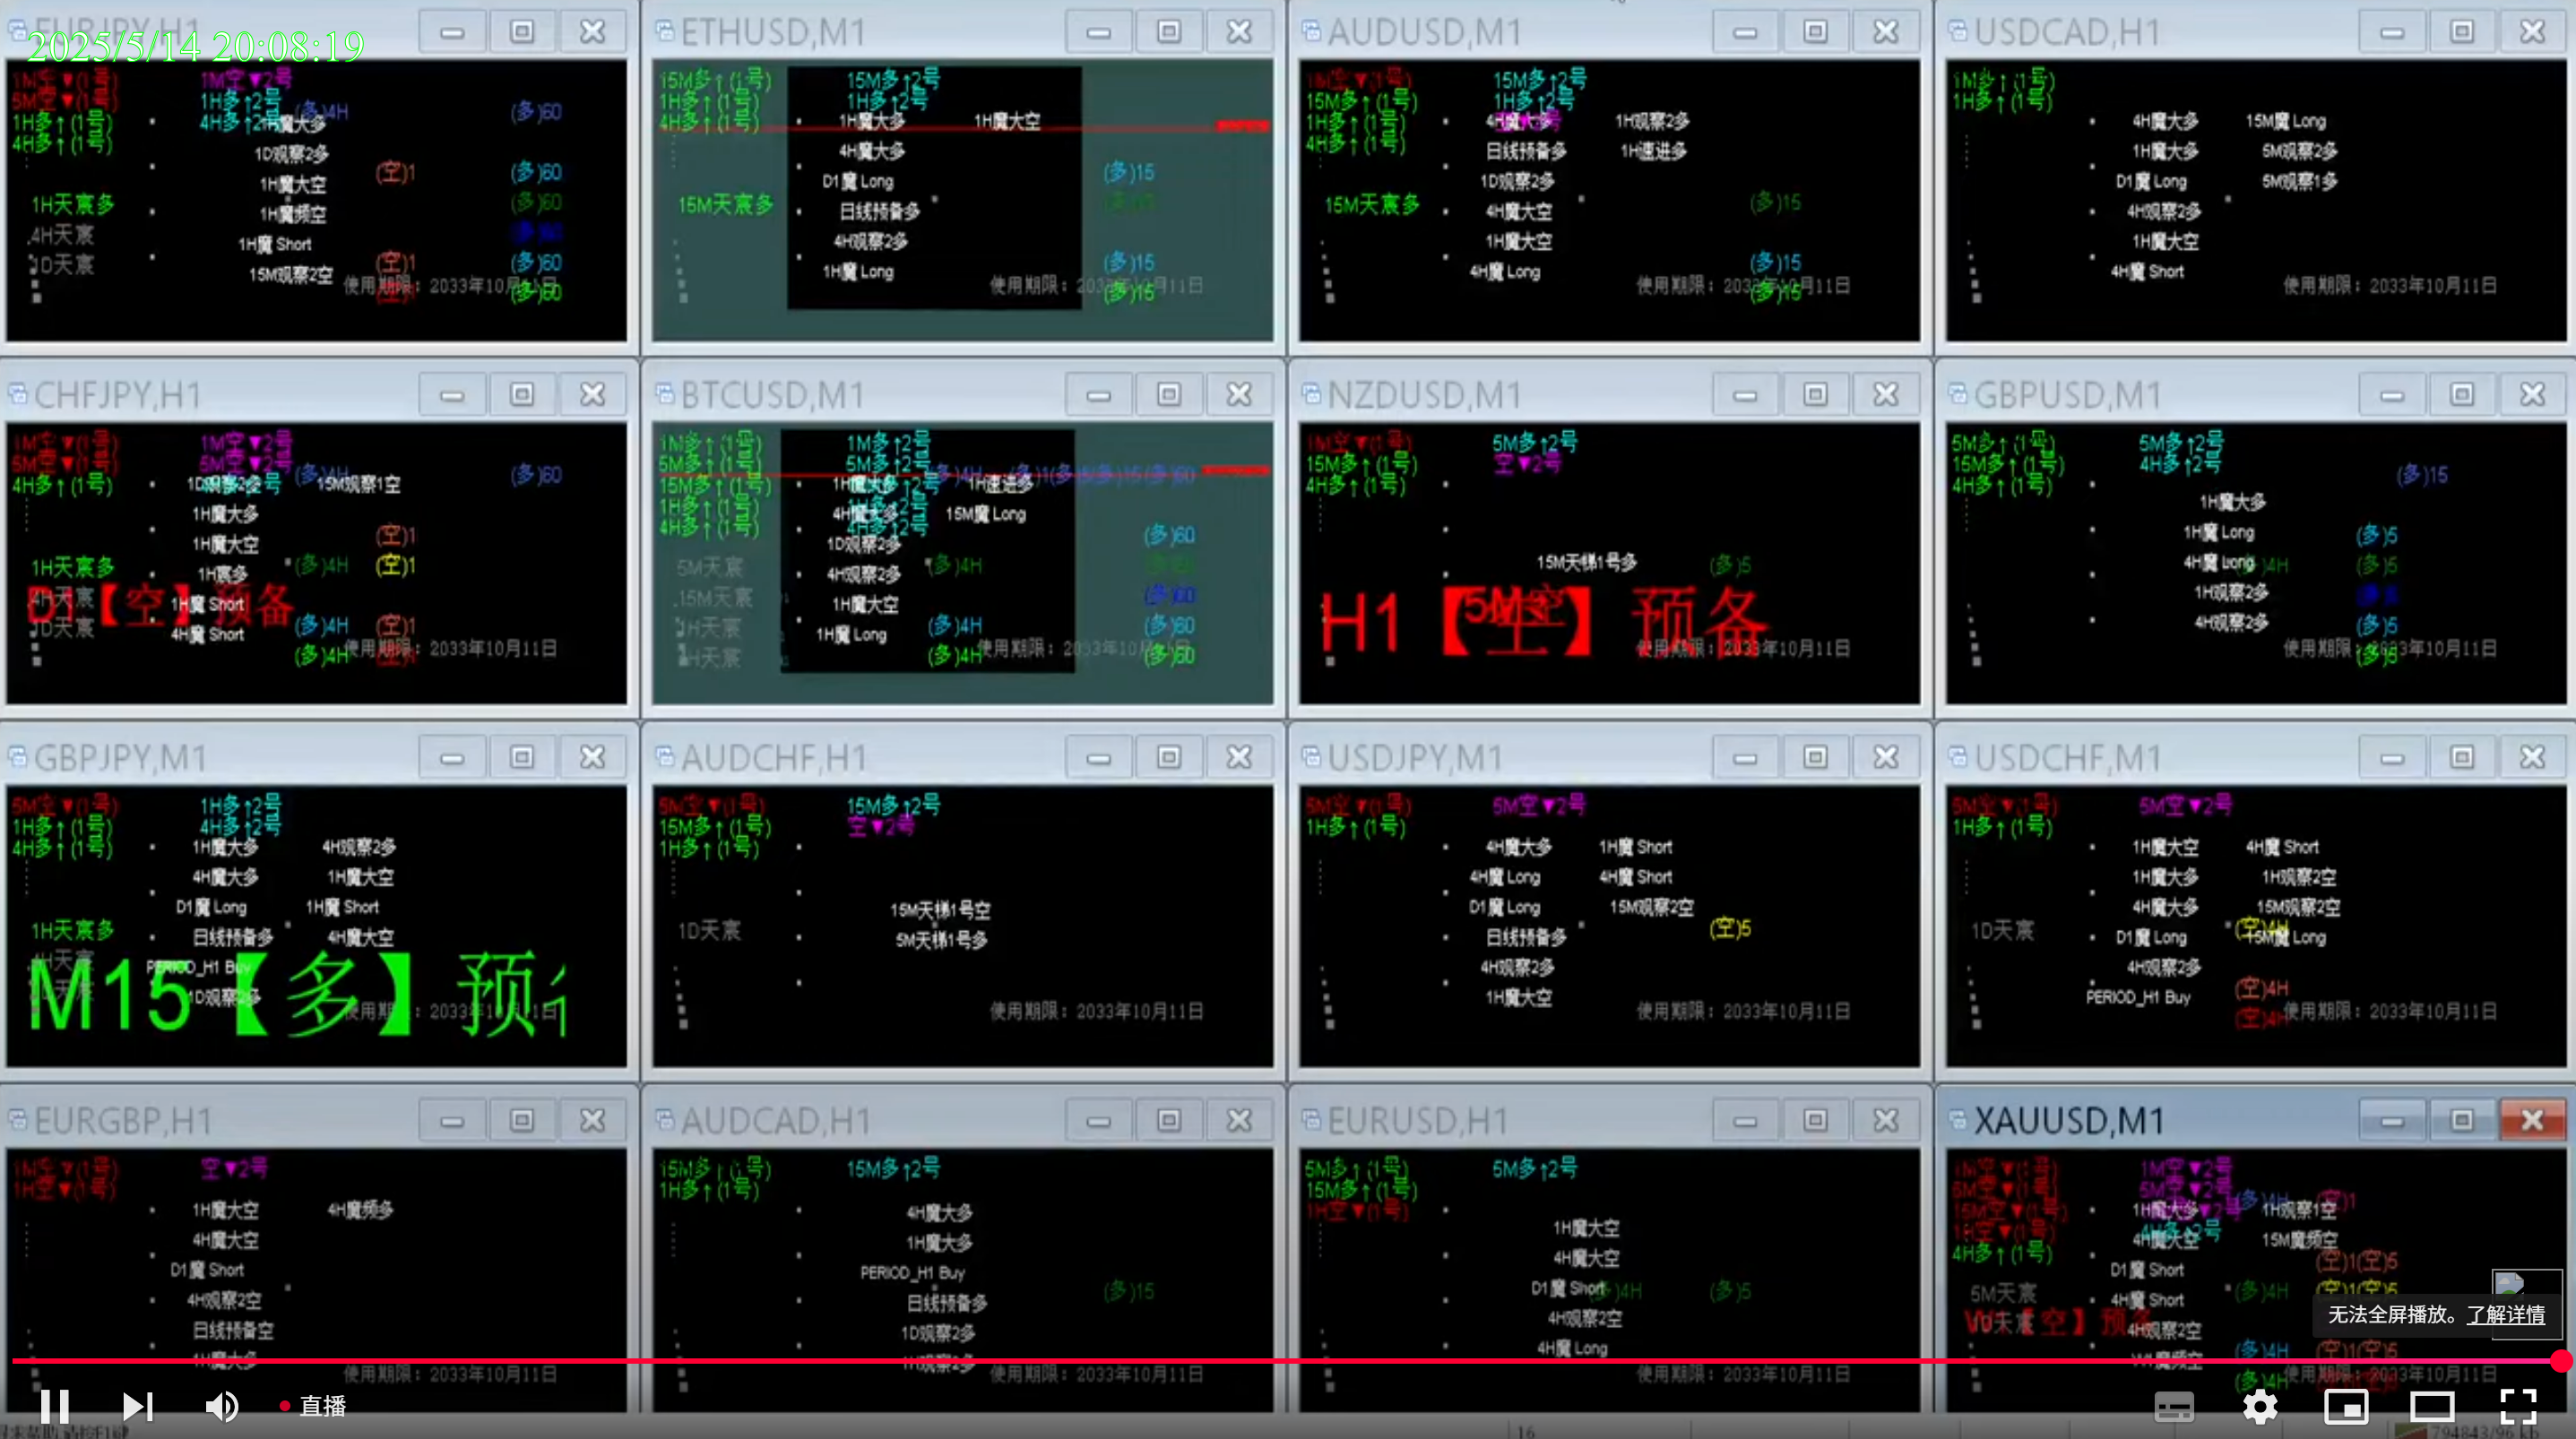 EURJPY,H1
2025/5/14 20:08:19
1M空▼(1号)
5M空▼(1号)
1H多↑(1号)
4H多↑(1号)
1M空▼2号
1H多↑2号
4H多↑2号
(多)4H
(多)60
1H魔大多
1D观察2多
(空)1
(多)60
1H魔大空
1H天宸多
1H魔频空
(多)60
4H天宸
1H魔 Short
1D天宸
15M观察2空
(空)1
(多)60
使用期限：2033年10月11日
(多)60
ETHUSD,M1
15M多↑(1号)
1H多↑(1号)
4H多↑(1号)
15M多↑2号
1H多↑2号
1H魔大多
1H魔大空
4H魔大多
D1魔 Long
(多)15
15M天宸多
日线预备多
4H观察2多
1H魔 Long
(多)15
使用期限：2033年10月11日
(多)15
AUDUSD,M1
1M空▼(1号)
15M多↑(1号)
1H多↑(1号)
4H多↑(1号)
15M多↑2号
1H多↑2号
4H魔大多
1H观察2多
日线预备多
1H速进多
1D观察2多
15M天宸多
4H魔大空
(多)15
1H魔大空
4H魔 Long
(多)15
使用期限：2033年10月11日
(多)15
USDCAD,H1
1M多↑(1号)
1H多↑(1号)
4H魔大多
15M魔 Long
1H魔大多
5M观察2多
D1魔 Long
5M观察1多
4H观察2多
1H魔大空
4H魔 Short
使用期限：2033年10月11日
CHFJPY,H1
1M空▼(1号)
5M空▼(1号)
4H多↑(1号)
1M空▼2号
5M空▼2号
(多)4H
(多)60
1D观察2多
15M观察1空
1H魔大多
1H魔大空
(空)1
1H天宸多
1H宸多
(多)4H
(空)1
4H天宸
【空】预备
1H魔 Short
1D天宸
4H魔 Short
(多)4H
(空)1
(多)4H
使用期限：2033年10月11日
BTCUSD,M1
1M多↑(1号)
5M多↑(1号)
15M多↑(1号)
1H多↑(1号)
4H多↑(1号)
1M多↑2号
5M多↑2号
4H多↑2号
(多)4H
1H魔大多
1H速进多
4H魔大多
15M魔 Long
1D观察2多
(多)60
5M天宸
4H观察2多
(多)4H
15M天宸
1H魔大空
(多)60
1H天宸
1H魔 Long
(多)4H
(多)60
4H天宸
(多)4H
使用期限：2033年10月11日
(多)60
NZDUSD,M1
1M空▼(1号)
15M多↑(1号)
4H多↑(1号)
5M多↑2号
空▼2号
15M天梯1号多
(多)5
H1【空】预备
使用期限：2033年10月11日
GBPUSD,M1
5M多↑(1号)
15M多↑(1号)
4H多↑(1号)
5M多↑2号
4H多↑2号
(多)15
1H魔大多
1H魔 Long
(多)5
4H魔 Long
(多)5
1H观察2多
4H观察2多
(多)5
使用期限：2033年10月11日
(多)5
GBPJPY,M1
5M空▼(1号)
1H多↑(1号)
4H多↑(1号)
1H多↑2号
4H多↑2号
1H魔大多
4H观察2多
4H魔大多
1H魔大空
D1魔 Long
1H魔 Short
1H天宸多
日线预备多
4H魔大空
4H天宸
PERIOD_H1 Buy
M15【多】预
1D观察2多
使用期限：2033年10月11日
AUDCHF,H1
5M空▼(1号)
15M多↑(1号)
1H多↑(1号)
15M多↑2号
空▼2号
15M天梯1号空
1D天宸
5M天梯1号多
使用期限：2033年10月11日
USDJPY,M1
5M空▼(1号)
1H多↑(1号)
5M空▼2号
4H魔大多
1H魔 Short
4H魔 Long
4H魔 Short
D1魔 Long
15M观察2空
(空)5
日线预备多
4H观察2多
1H魔大空
使用期限：2033年10月11日
USDCHF,M1
5M空▼(1号)
1H多↑(1号)
5M空▼2号
1H魔大空
4H魔 Short
1H魔大多
1H观察2空
4H魔大多
15M观察2空
1D天宸
(空)4H
D1魔 Long
15M魔 Long
4H观察2多
PERIOD_H1 Buy
(空)4H
(空)4H
使用期限：2033年10月11日
EURGBP,H1
1M空▼(1号)
1H空▼(1号)
空▼2号
1H魔大空
4H魔频多
4H魔大空
D1魔 Short
4H观察2空
日线预备空
4H魔大多
使用期限：2033年10月11日
AUDCAD,H1
15M多↑(1号)
1H多↑(1号)
15M多↑2号
4H魔大多
1H魔大多
PERIOD_H1 Buy
(多)15
日线预备多
1D观察2多
1H观察2多
使用期限：2033年10月11日
EURUSD,H1
5M多↑(1号)
15M多↑(1号)
1H空▼(1号)
5M多↑2号
1H魔大空
4H魔大空
D1魔 Short
(多)4H
(多)5
4H观察2空
4H魔 Long
使用期限：2033年10月11日
XAUUSD,M1
1M空▼(1号)
5M空▼(1号)
15M空▼(1号)
1H空▼(1号)
4H多↑(1号)
1M空▼2号
5M空▼2号
4H多↑2号
(多)4H
(空)1
1H魔大多
1H观察1空
4H魔大空
15M魔频空
D1魔 Short
(空)1(空)5
5M天宸
4H魔 Short
(多)4H
(空)1(空)5
【空】预
4H观察2空
(多)4H
(空)1(空)5
(多)4H
使用期限：2033年10月11日
无法全屏播放。了解详情
直播
16